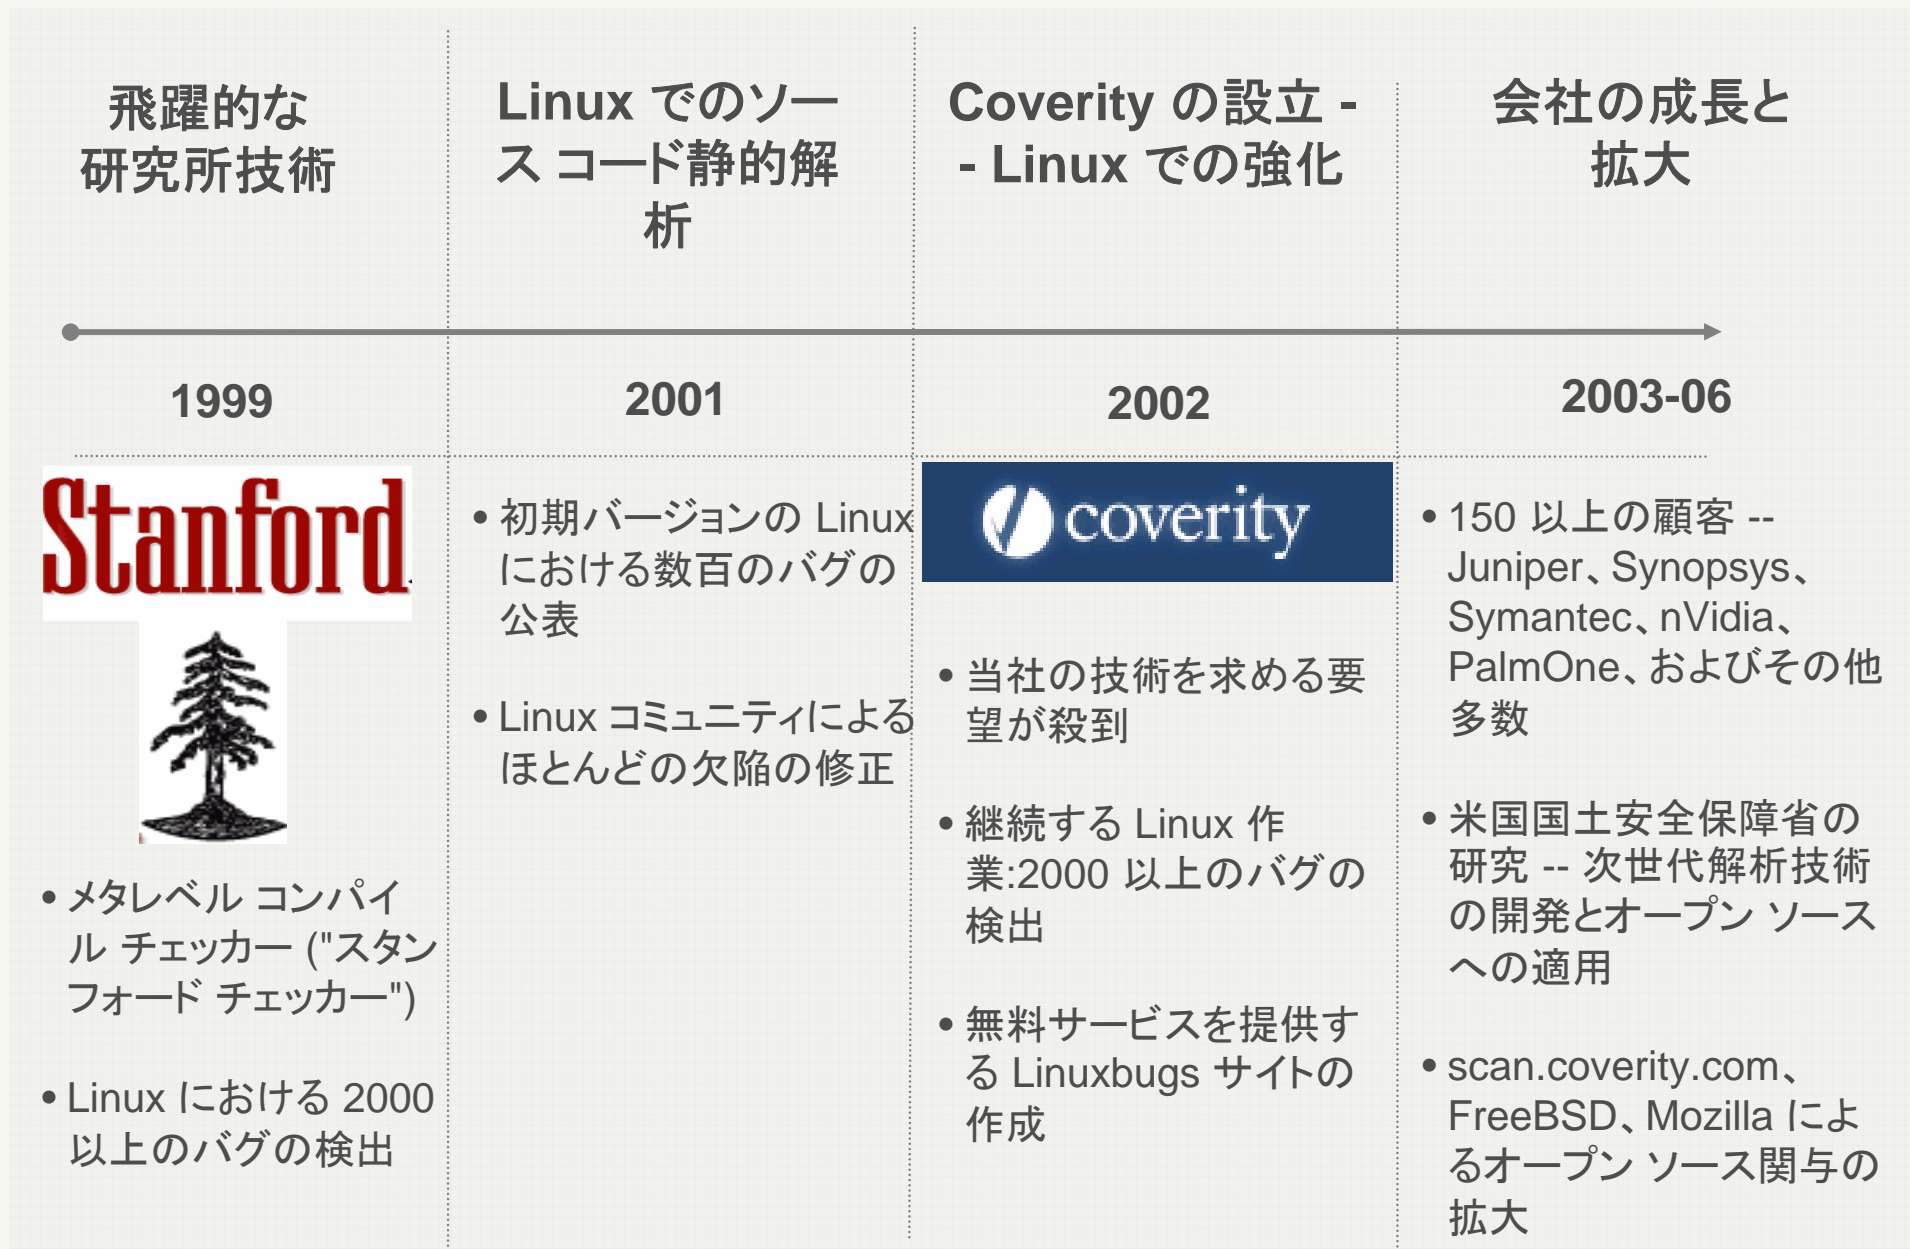 飛躍的な
研究所技術
Linux でのソー
ス コード静的解
析
Coverity の設立 -
- Linux での強化
会社の成長と
拡大
1999
2001
2002
2003-06
Stanford
• メタレベル コンパイ
ル チェッカー ("スタン
フォード チェッカー")
• Linux における 2000
以上のバグの検出
• 初期バージョンの Linux
における数百のバグの
公表
• Linux コミュニティによる
ほとんどの欠陥の修正
coverity
• 当社の技術を求める要
望が殺到
• 継続する Linux 作
業:2000 以上のバグの
検出
• 無料サービスを提供す
る Linuxbugs サイトの
作成
• 150 以上の顧客 --
Juniper、Synopsys、
Symantec、nVidia、
PalmOne、およびその他
多数
• 米国国土安全保障省の
研究 -- 次世代解析技術
の開発とオープン ソース
への適用
• scan.coverity.com、
FreeBSD、Mozilla によ
るオープン ソース関与の
拡大